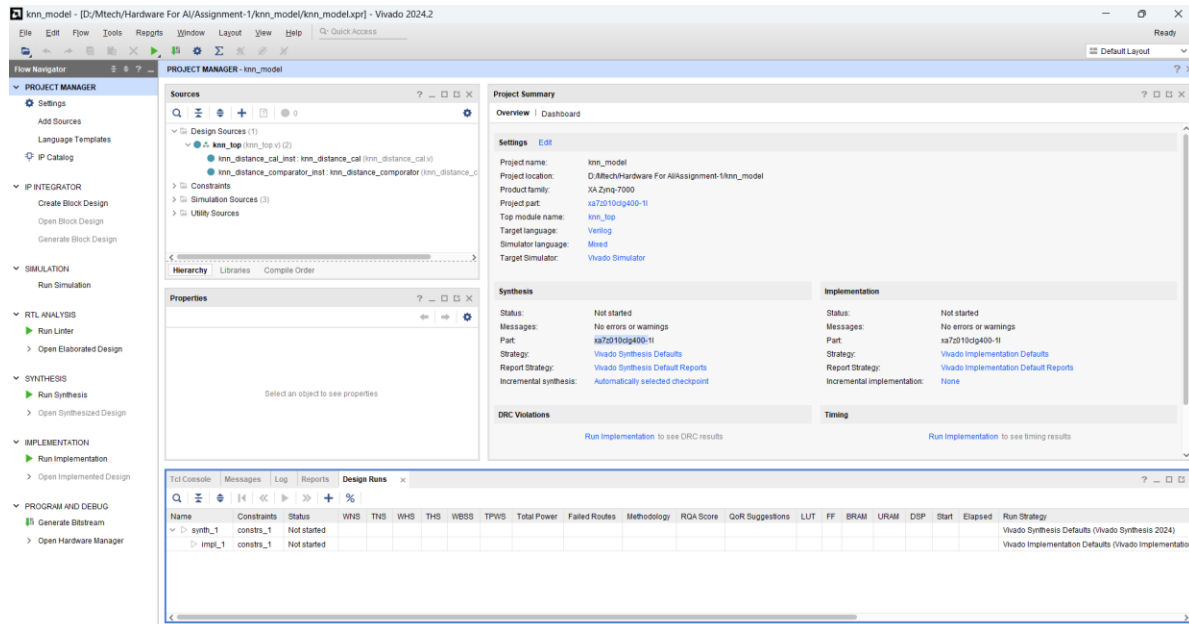 knn_model - [D:/Mtech/Hardware For AI/Assignment-1/knn_model/knn_model.xpr] - Vivado 2024.2
File Edit Flow Tools Reports Window Layout View Help Quick Access
Ready
Default Layout
Flow Navigator
PROJECT MANAGER
Settings
Add Sources
Language Templates
IP Catalog
IP INTEGRATOR
Create Block Design
Open Block Design
Generate Block Design
SIMULATION
Run Simulation
RTL ANALYSIS
Run Linter
Open Elaborated Design
SYNTHESIS
Run Synthesis
Open Synthesized Design
IMPLEMENTATION
Run Implementation
Open Implemented Design
PROGRAM AND DEBUG
Generate Bitstream
Open Hardware Manager
PROJECT MANAGER - knn_model
Sources
0
Design Sources (1)
knn_top (knn_top.v) (2)
knn_distance_cal_inst : knn_distance_cal (knn_distance_cal.v)
knn_distance_comparator_inst : knn_distance_comporator (knn_distance_c
Constraints
Simulation Sources (3)
Utility Sources
Hierarchy Libraries Compile Order
Properties
Select an object to see properties
Project Summary
Overview | Dashboard
Settings Edit
Project name: knn_model
Project location: D:/Mtech/Hardware For AI/Assignment-1/knn_model
Product family: XA Zynq-7000
Project part: xa7z010clg400-1I
Top module name: knn_top
Target language: Verilog
Simulator language: Mixed
Target Simulator: Vivado Simulator
Synthesis
Status: Not started
Messages: No errors or warnings
Part: xa7z010clg400-1I
Strategy: Vivado Synthesis Defaults
Report Strategy: Vivado Synthesis Default Reports
Incremental synthesis: Automatically selected checkpoint
Implementation
Status: Not started
Messages: No errors or warnings
Part: xa7z010clg400-1I
Strategy: Vivado Implementation Defaults
Report Strategy: Vivado Implementation Default Reports
Incremental implementation: None
DRC Violations
Run Implementation to see DRC results
Timing
Run Implementation to see timing results
Tcl Console Messages Log Reports Design Runs
Name Constraints Status WNS TNS WHS THS WBSS TPWS Total Power Failed Routes Methodology RQA Score QoR Suggestions LUT FF BRAM URAM DSP Start Elapsed Run Strategy
synth_1 constrs_1 Not started Vivado Synthesis Defaults (Vivado Synthesis 2024)
impl_1 constrs_1 Not started Vivado Implementation Defaults (Vivado Implementatio